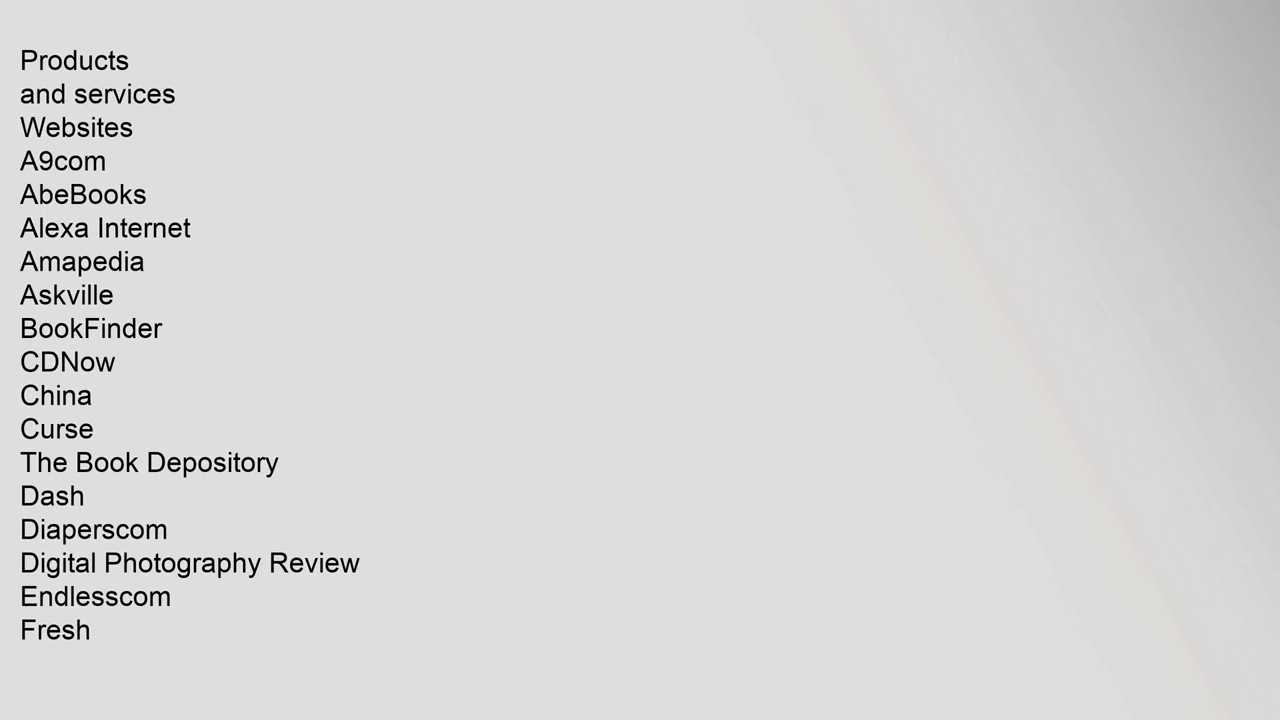 Products
and services
Websites
A9com
AbeBooks
Alexa Internet
Amapedia
Askville
BookFinder
CDNow
China
Curse
The Book Depository
Dash
Diaperscom
Digital Photography Review
Endlesscom
Fresh